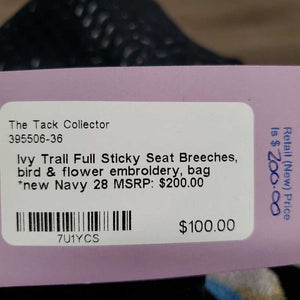 The Tack Collector
395506-36
Ivy Trail Full Sticky Seat Breeches,
bird & flower embroidery, bag
*new Navy 28 MSRP: $200.00
7U1YCS
$100.00
Retail (New) Price
is $200.00